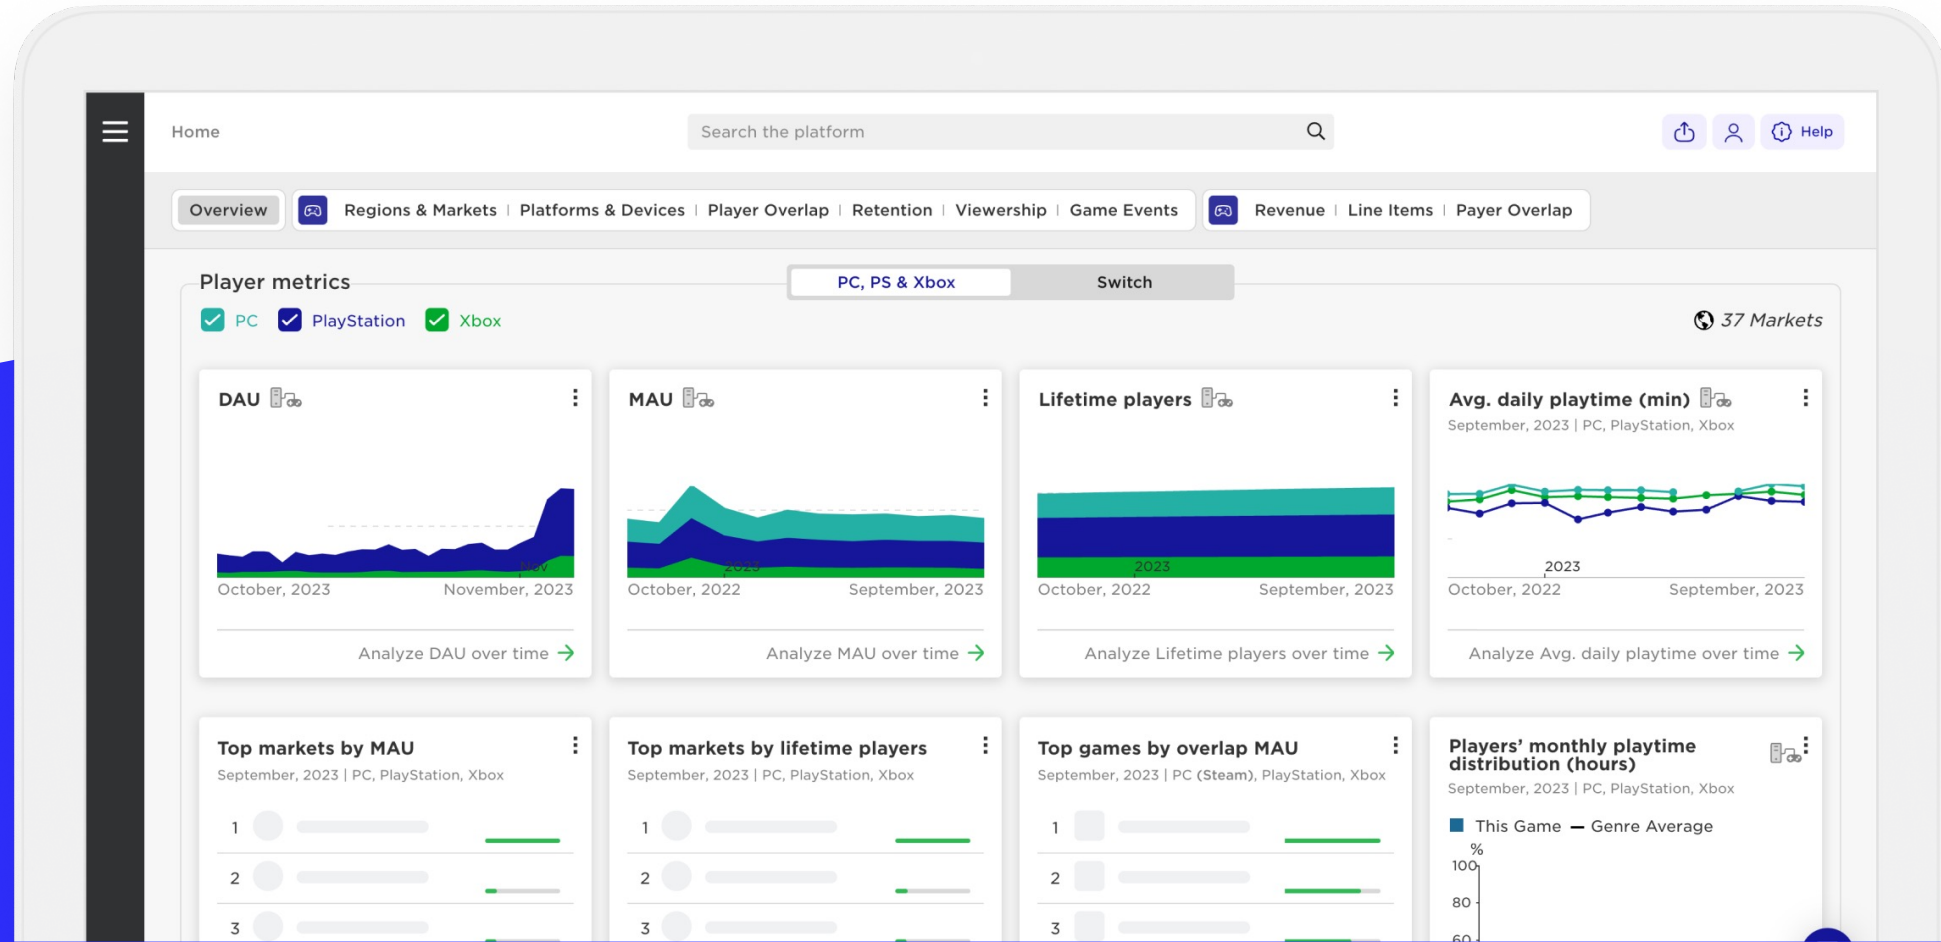 Home
Search the platform
Help
Overview
Regions & Markets | Platforms & Devices | Player Overlap | Retention | Viewership | Game Events
Revenue | Line Items | Payer Overlap
Player metrics
PC, PS & Xbox
Switch
PC
PlayStation
Xbox
37 Markets
DAU
Nov
October, 2023
November, 2023
Analyze DAU over time
MAU
2023
October, 2022
September, 2023
Analyze MAU over time
Lifetime players
2023
October, 2022
September, 2023
Analyze Lifetime players over time
Avg. daily playtime (min)
September, 2023 | PC, PlayStation, Xbox
2023
October, 2022
September, 2023
Analyze Avg. daily playtime over time
Top markets by MAU
September, 2023 | PC, PlayStation, Xbox
1
2
3
Top markets by lifetime players
September, 2023 | PC, PlayStation, Xbox
1
2
3
Top games by overlap MAU
September, 2023 | PC (Steam), PlayStation, Xbox
1
2
3
Players’ monthly playtime
distribution (hours)
September, 2023 | PC, PlayStation, Xbox
This Game
Genre Average
%
100
80
60